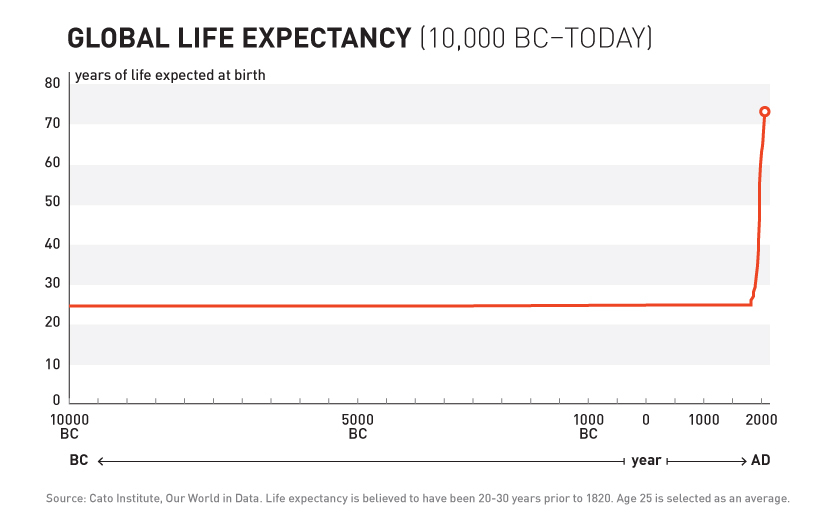 GLOBAL LIFE EXPECTANCY (10,000 BC–TODAY)
years of life expected at birth
80
70
60
50
40
30
20
10
0
10000 BC
5000 BC
1000 BC
0
1000
2000
BC
year
AD
Source: Cato Institute, Our World in Data. Life expectancy is believed to have been 20-30 years prior to 1820. Age 25 is selected as an average.